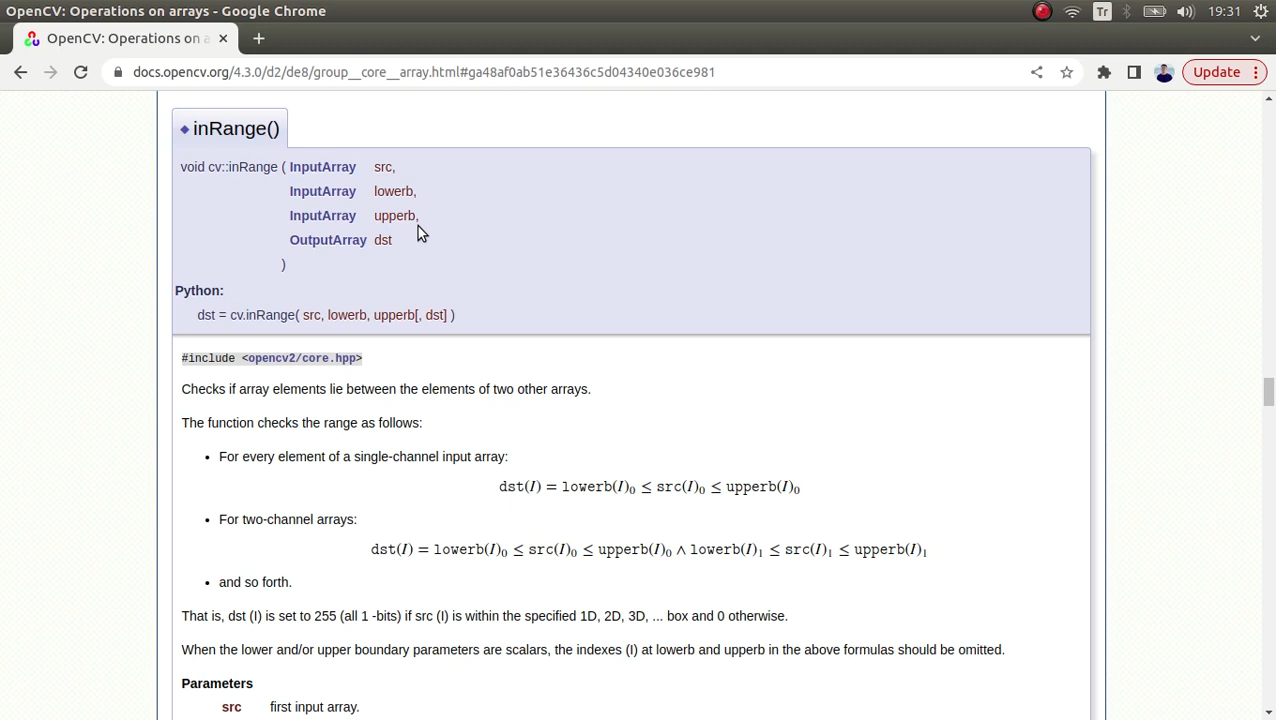 OpenCV: Operations on arrays - Google Chrome
Tr
19:31
OpenCV: Operations on a
docs.opencv.org/4.3.0/d2/de8/group__core__array.html#ga48af0ab51e36436c5d04340e036ce981
Update
◆ inRange()
void cv::inRange ( InputArray src,
InputArray lowerb,
InputArray upperb,
OutputArray dst
)
Python:
dst = cv.inRange( src, lowerb, upperb[, dst] )
#include <opencv2/core.hpp>
Checks if array elements lie between the elements of two other arrays.
The function checks the range as follows:
• For every element of a single-channel input array:
dst(I) = lowerb(I)₀ ≤ src(I)₀ ≤ upperb(I)₀
• For two-channel arrays:
dst(I) = lowerb(I)₀ ≤ src(I)₀ ≤ upperb(I)₀ ∧ lowerb(I)₁ ≤ src(I)₁ ≤ upperb(I)₁
• and so forth.
That is, dst (I) is set to 255 (all 1 -bits) if src (I) is within the specified 1D, 2D, 3D, ... box and 0 otherwise.
When the lower and/or upper boundary parameters are scalars, the indexes (I) at lowerb and upperb in the above formulas should be omitted.
Parameters
src first input array.